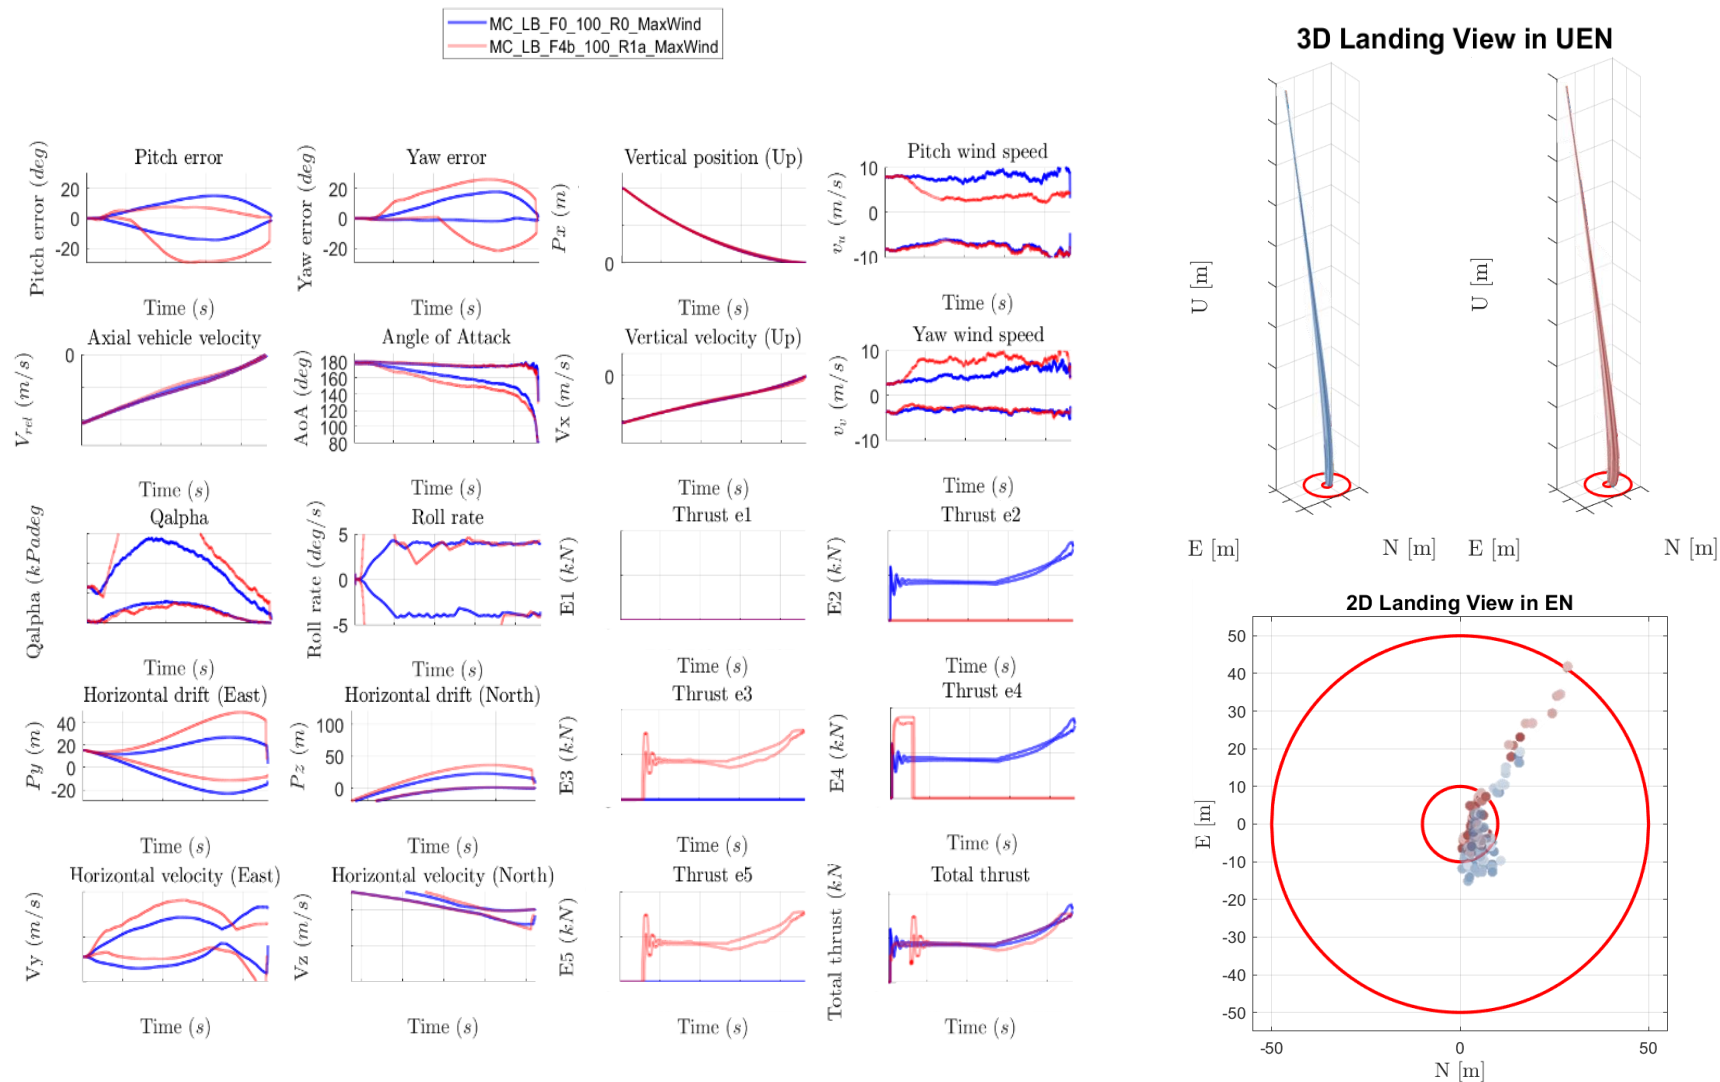 MC_LB_F0_100_R0_MaxWind
MC_LB_F4b_100_R1a_MaxWind
3D Landing View in UEN
Pitch error
Yaw error
Vertical position (Up)
Pitch wind speed
Pitch error (deg)
20
0
-20
Yaw error (deg)
20
0
-20
Px (m)
0
v_u (m/s)
10
0
-10
Time (s)
Time (s)
Time (s)
Time (s)
Axial vehicle velocity
Angle of Attack
Vertical velocity (Up)
Yaw wind speed
V_rel (m/s)
0
AoA (deg)
180
160
140
120
100
80
Vx (m/s)
0
v_v (m/s)
10
0
-10
Time (s)
Time (s)
Time (s)
Time (s)
Qalpha
Roll rate
Thrust e1
Thrust e2
Qalpha (kPadeg
Roll rate (deg/s)
5
0
-5
E1 (kN)
E2 (kN)
Time (s)
Time (s)
Time (s)
Time (s)
Horizontal drift (East)
Horizontal drift (North)
Thrust e3
Thrust e4
Py (m)
40
20
0
-20
Pz (m)
100
50
0
E3 (kN)
E4 (kN)
Time (s)
Time (s)
Time (s)
Time (s)
Horizontal velocity (East)
Horizontal velocity (North)
Thrust e5
Total thrust
Vy (m/s)
Vz (m/s)
E5 (kN)
Total thrust (kN
Time (s)
Time (s)
Time (s)
Time (s)
U [m]
U [m]
E [m]
N [m]
E [m]
N [m]
2D Landing View in EN
E [m]
50
40
30
20
10
0
-10
-20
-30
-40
-50
-50
0
50
N [m]